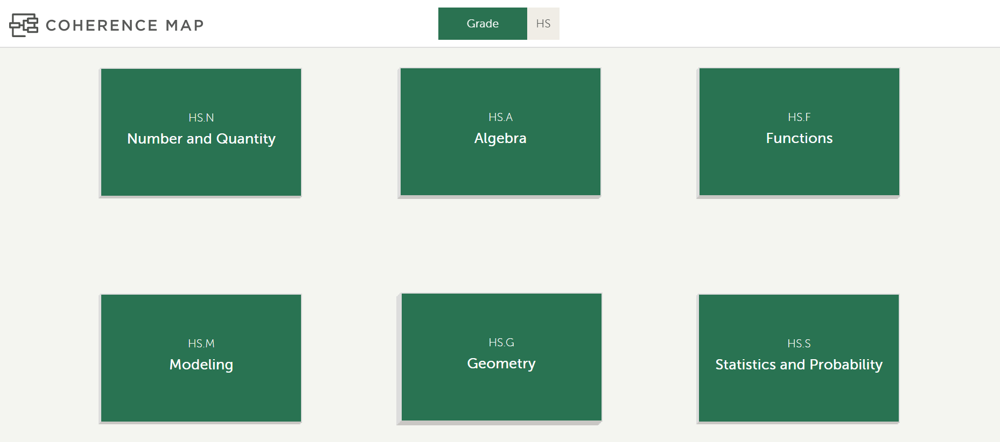 COHERENCE MAP
Grade HS
HS.N
Number and Quantity
HS.A
Algebra
HS.F
Functions
HS.M
Modeling
HS.G
Geometry
HS.S
Statistics and Probability